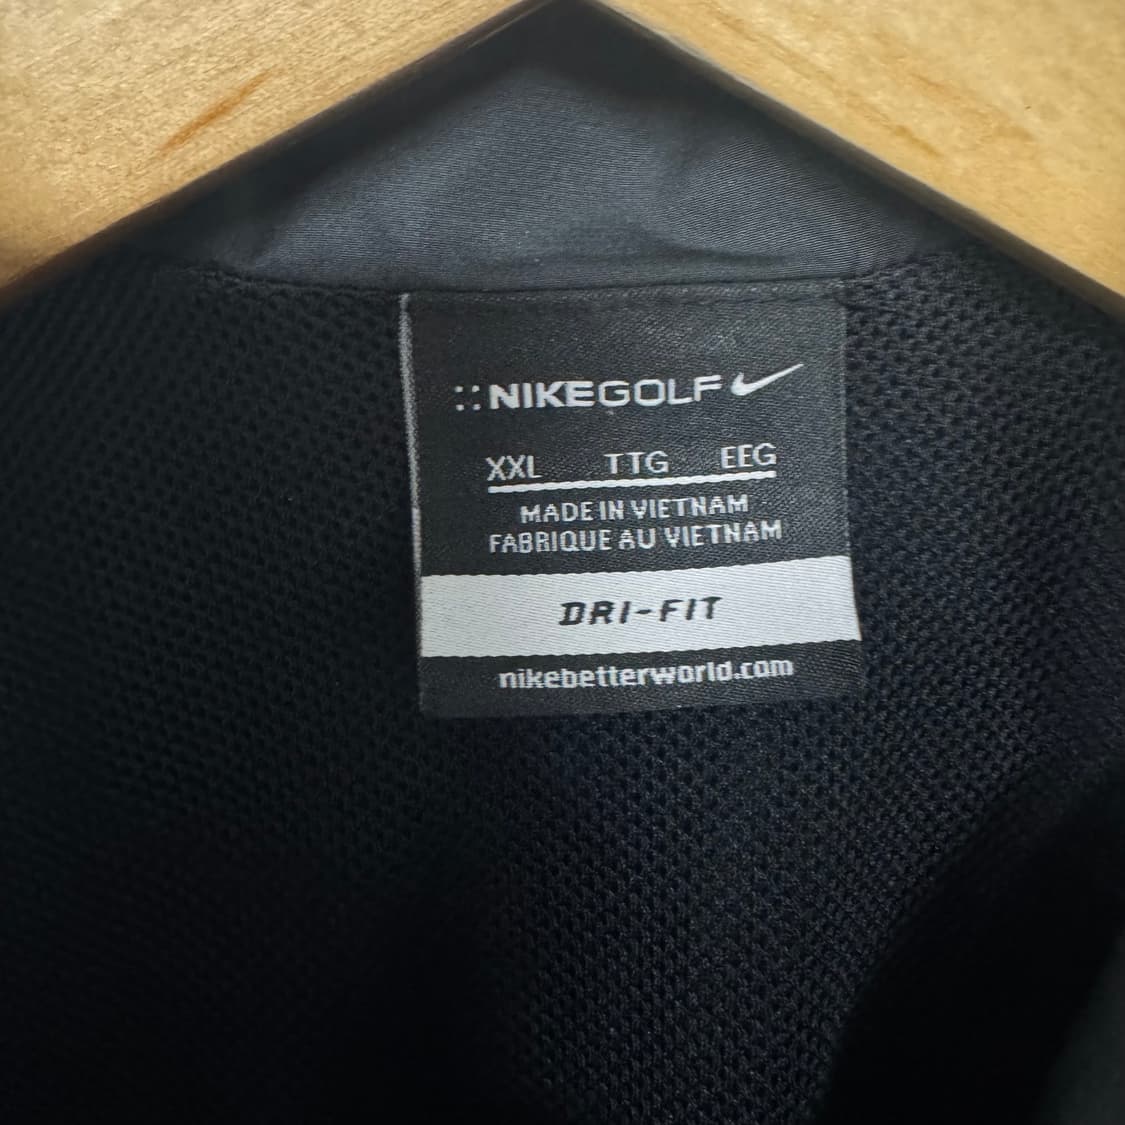 ::NIKEGOLF
XXL TTG EEG
MADE IN VIETNAM
FABRIQUE AU VIETNAM
DRI-FIT
nikebetterworld.com